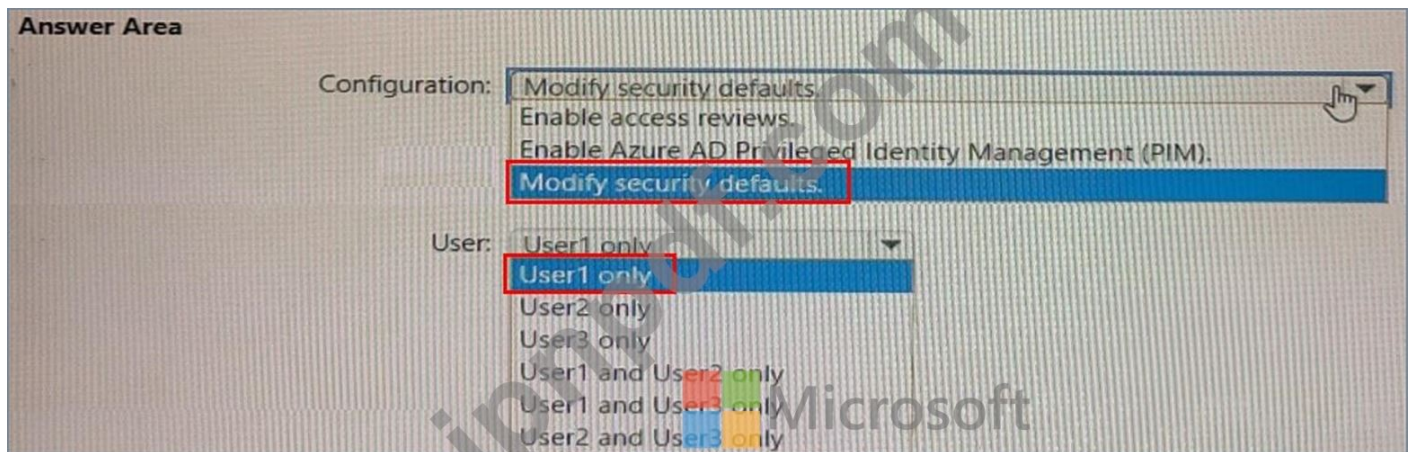 Answer Area
Configuration: Modify security defaults.
Enable access reviews.
Enable Azure AD Privileged Identity Management (PIM).
Modify security defaults.
User: User1 only
User1 only
User2 only
User3 only
User1 and User2 only
User1 and User3 only
User2 and User3 only
Microsoft
jpnpdf.com